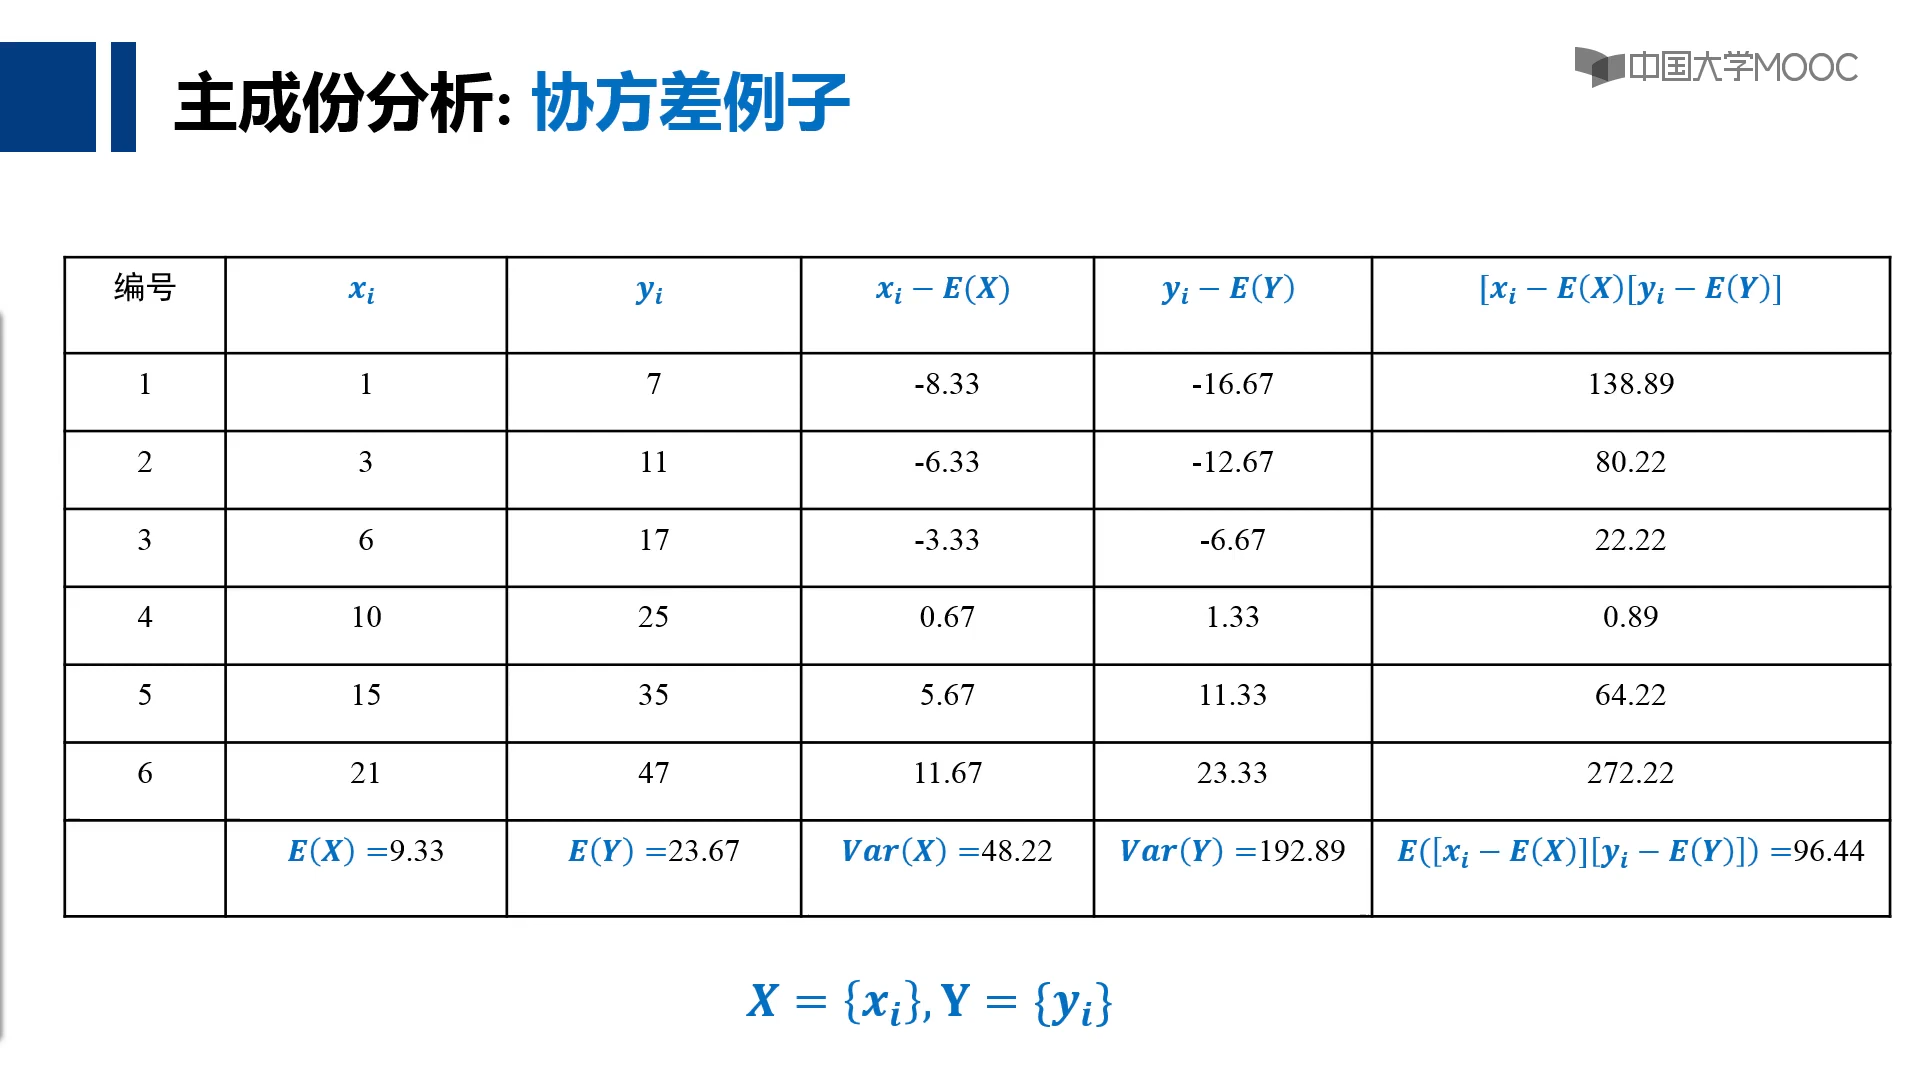 主成份分析: 协方差例子
中国大学MOOC
编号 xᵢ yᵢ xᵢ − E(X) yᵢ − E(Y) [xᵢ − E(X)[yᵢ − E(Y)]
1 1 7 -8.33 -16.67 138.89
2 3 11 -6.33 -12.67 80.22
3 6 17 -3.33 -6.67 22.22
4 10 25 0.67 1.33 0.89
5 15 35 5.67 11.33 64.22
6 21 47 11.67 23.33 272.22
E(X) =9.33 E(Y) =23.67 Var(X) =48.22 Var(Y) =192.89 E([xᵢ − E(X)][yᵢ − E(Y)]) =96.44
X = {xᵢ}, Y = {yᵢ}